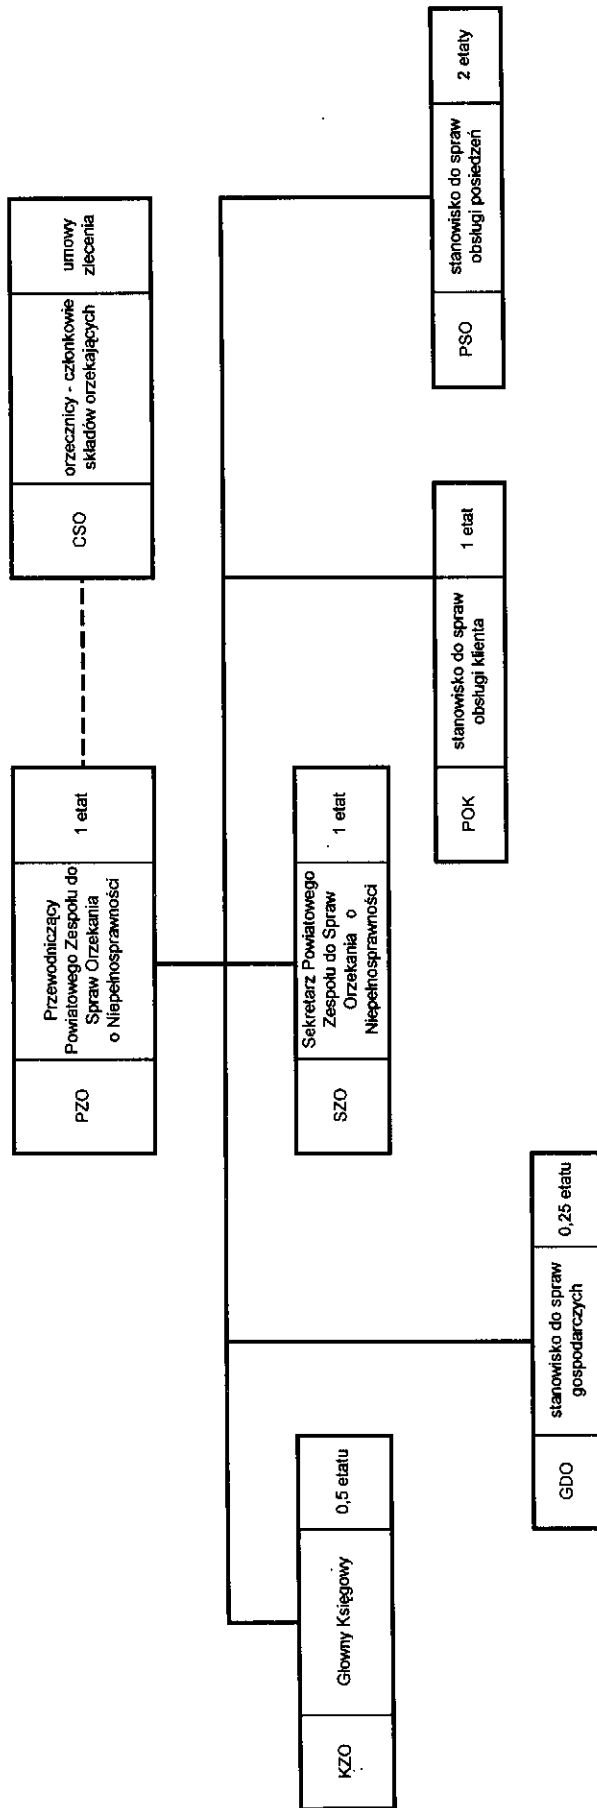 PZO
Przewodniczący
Powiatowego Zespołu do
Spraw Orzekania
o Niepełnosprawności
1 etat
CSO
orzecznicy - członkowie
składów orzekających
umowy
zlecenia
KZO
Głowny Księgowy
0,5 etatu
SZO
Sekretarz Powiatowego
Zespołu do Spraw
Orzekania o
Niepełnosprawności
1 etat
POK
stanowisko do spraw
obsługi klienta
1 etat
PSO
stanowisko do spraw
obsługi posiedzeń
2 etaty
GDO
stanowisko do spraw
gospodarczych
0,25 etatu